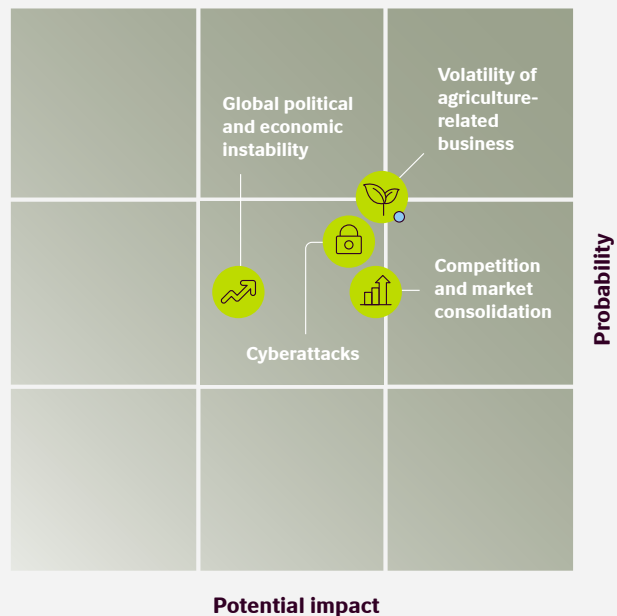 Volatility of
agriculture-
related
business
Global political
and economic
instability
Competition
and market
consolidation
Cyberattacks
Probability
Potential impact